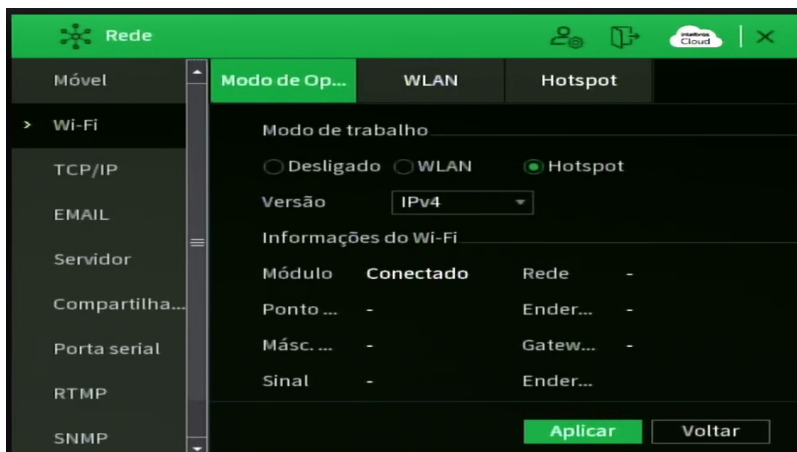 Rede
intelbras Cloud
Móvel
Wi-Fi
TCP/IP
EMAIL
Servidor
Compartilha...
Porta serial
RTMP
SNMP
Modo de Op... WLAN Hotspot
Modo de trabalho
Desligado WLAN Hotspot
Versão IPv4
Informações do Wi-Fi
Módulo Conectado Rede -
Ponto ... - Ender... -
Másc. ... - Gatew... -
Sinal - Ender...
Aplicar Voltar